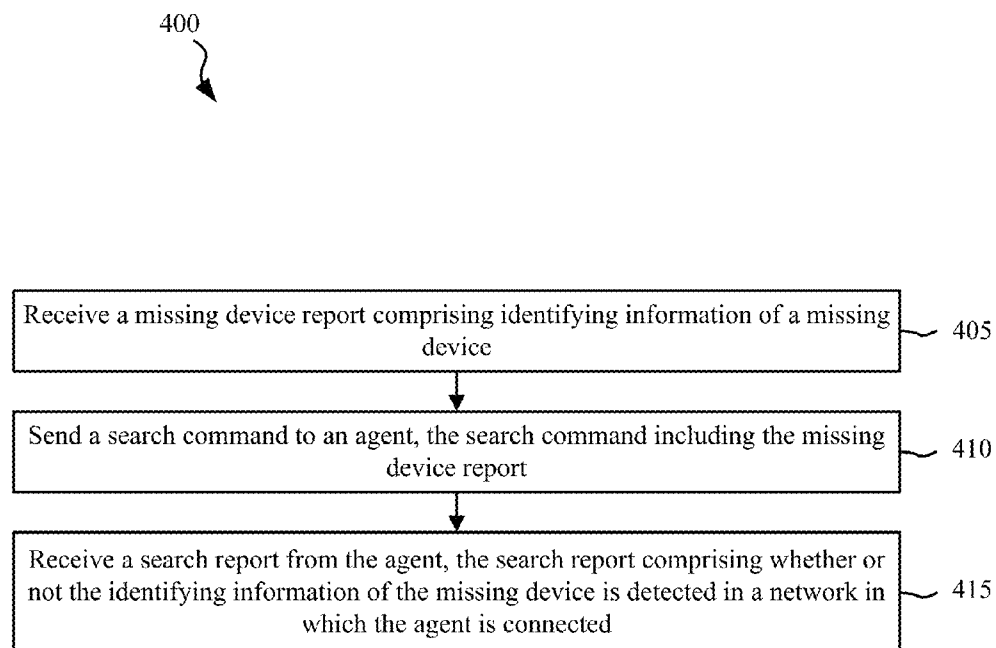 400
Receive a missing device report comprising identifying information of a missing
device
405
Send a search command to an agent, the search command including the missing
device report
410
Receive a search report from the agent, the search report comprising whether or
not the identifying information of the missing device is detected in a network in
which the agent is connected
415